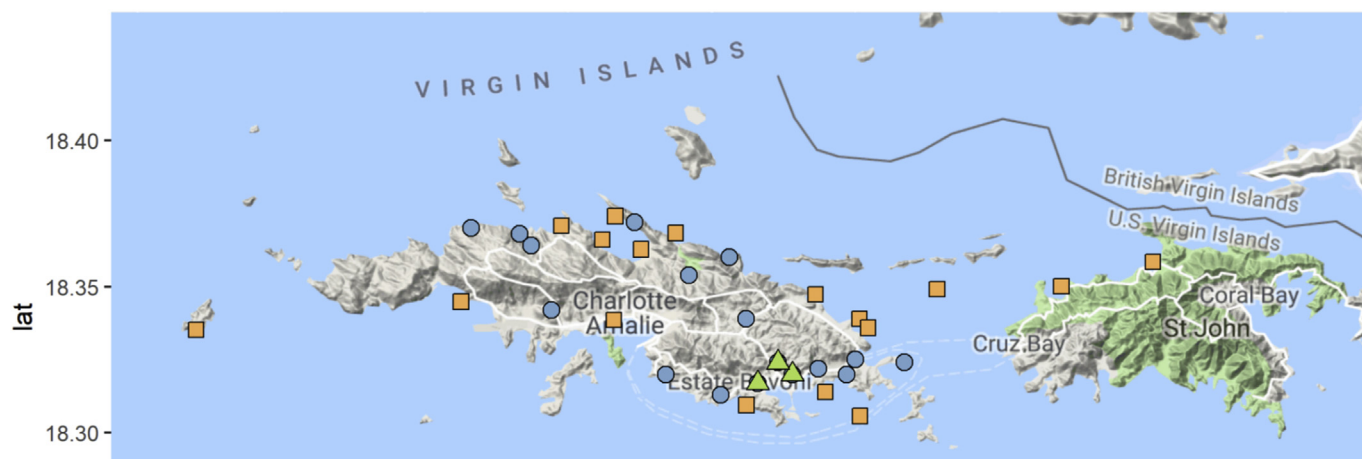 VIRGIN ISLANDS
18.40
British Virgin Islands
U.S. Virgin Islands
lat
18.35
Charlotte
Amalie
Coral Bay
St John
Cruz Bay
Estate Bovoni
18.30